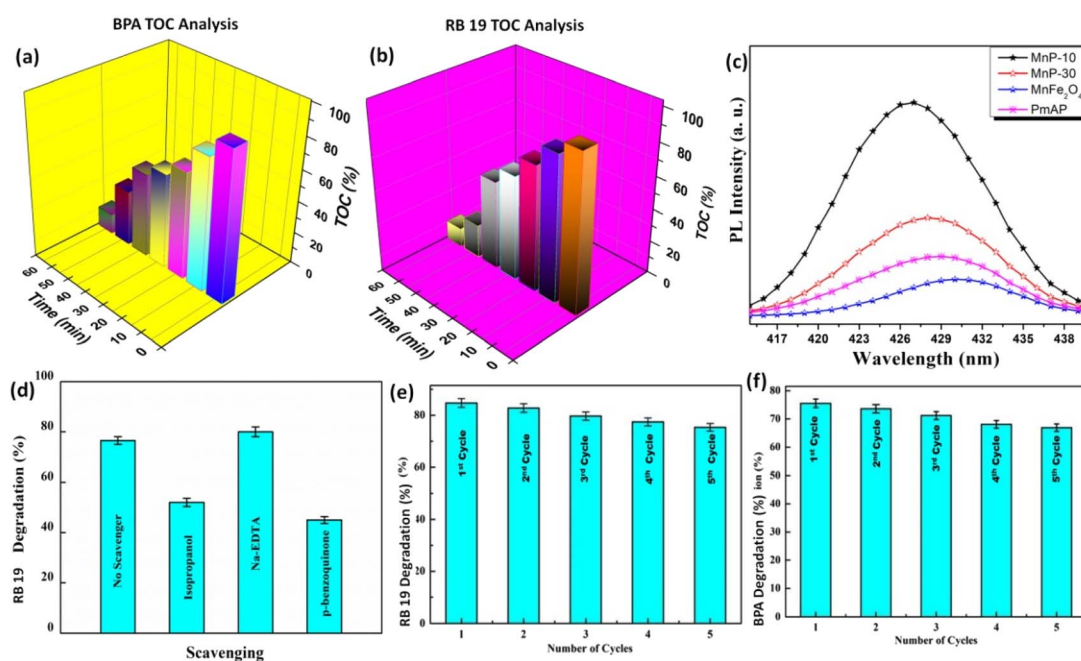 BPA TOC Analysis
(a)
100
80
60
40
20
0
TOC (%)
60
50
40
30
20
10
0
Time (min)
RB 19 TOC Analysis
(b)
100
80
60
40
20
0
TOC (%)
60
50
40
30
20
10
0
Time (min)
(c)
MnP-10
MnP-30
MnFe₂O₄
PmAP
PL Intensity (a. u.)
417 420 423 426 429 432 435 438
Wavelength (nm)
(d)
100
80
60
40
20
0
RB 19 Degradation (%)
No Scavenger
Isopropanol
Na-EDTA
p-benzoquinone
Scavenging
(e)
80
60
40
20
0
RB 19 Degradation (%) (%)
1st Cycle
2nd Cycle
3rd Cycle
4th Cycle
5th Cycle
1 2 3 4 5
Number of Cycles
(f)
80
70
60
50
40
30
20
10
0
BPA Degradation (%) ion (%)
1st Cycle
2nd Cycle
3rd Cycle
4th Cycle
5th Cycle
1 2 3 4 5
Number of Cycles